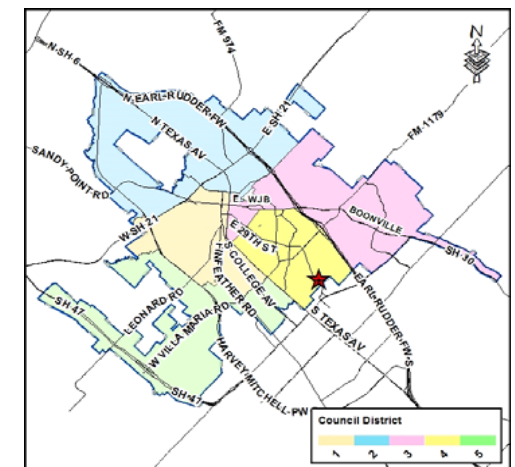 FM 974
N
N-SH 6
N-EARL-RUDDER-FW
E SH 21
N TEXAS AV
FM-1179
SANDY-POINT-RD
E WJB
BOONVILLE
W-SH 21
E 29TH ST
SH-30
S COLLEGE AV
FINFEATHER RD
EARL-RUDDER-FW-S
LEONARD RD
SH 47
W VILLA MARIA RD
S TEXAS AV
SH-47
HARVEY-MITCHELL-PW
Council District
1 2 3 4 5